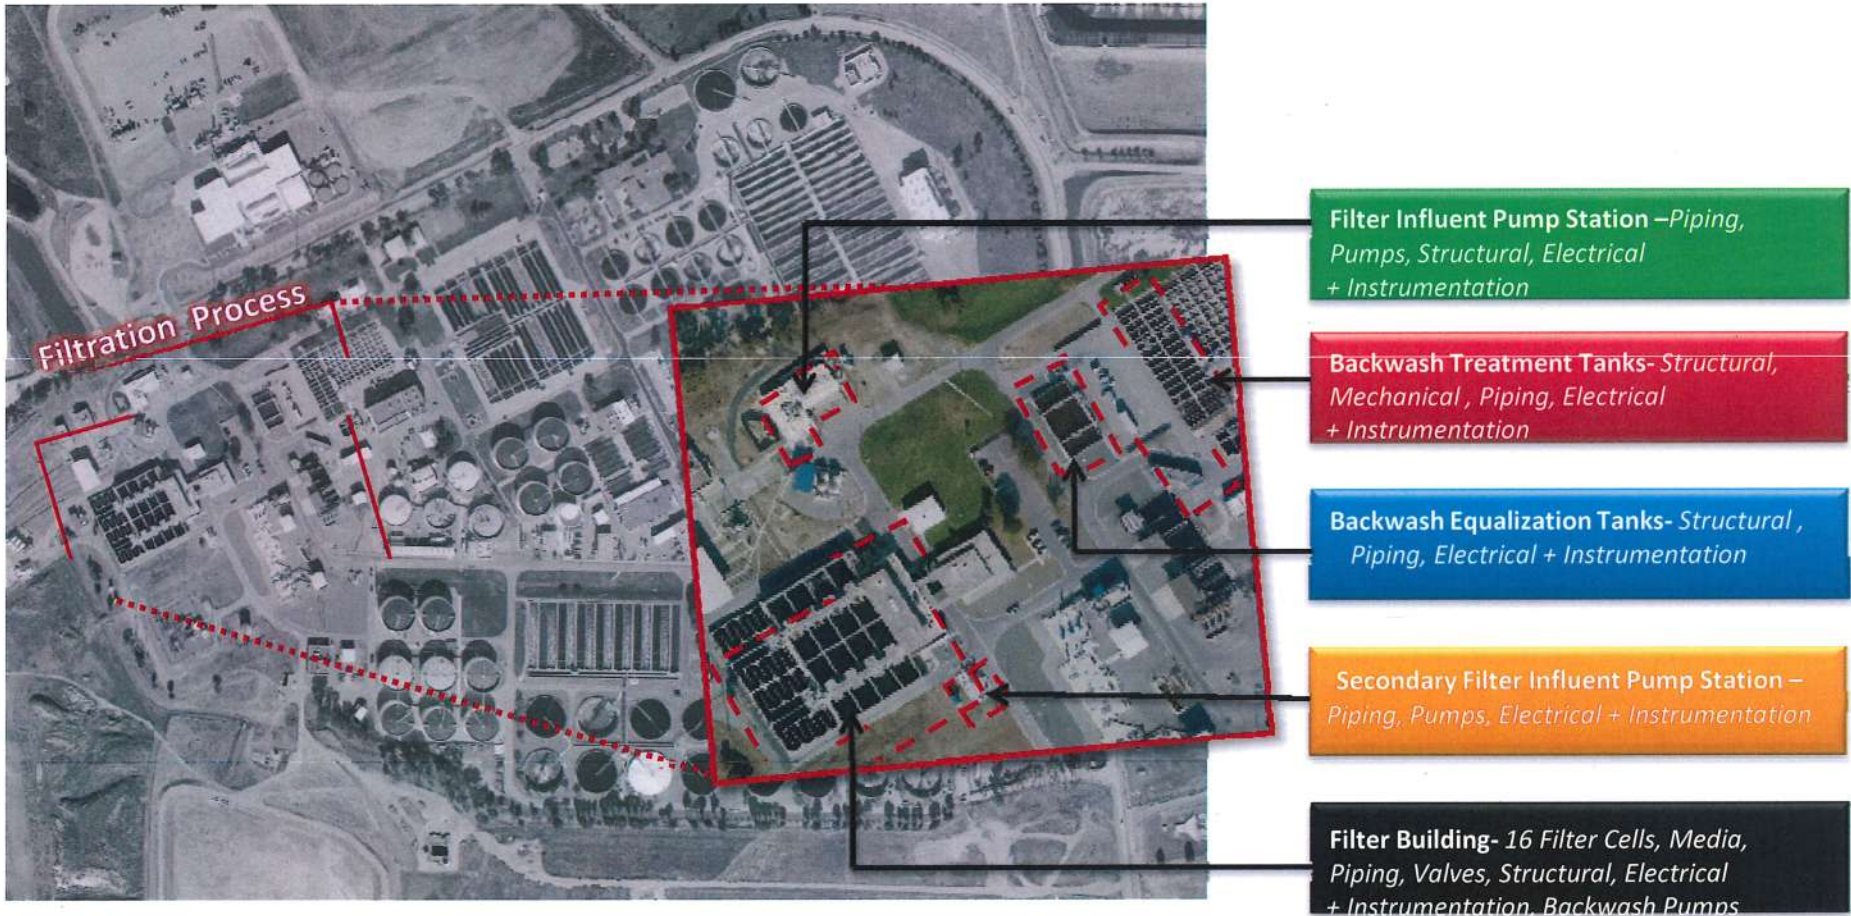 Filtration Process
Filter Influent Pump Station –Piping,
Pumps, Structural, Electrical
+ Instrumentation
Backwash Treatment Tanks- Structural,
Mechanical , Piping, Electrical
+ Instrumentation
Backwash Equalization Tanks- Structural ,
Piping, Electrical + Instrumentation
Secondary Filter Influent Pump Station –
Piping, Pumps, Electrical + Instrumentation
Filter Building- 16 Filter Cells, Media,
Piping, Valves, Structural, Electrical
+ Instrumentation, Backwash Pumps